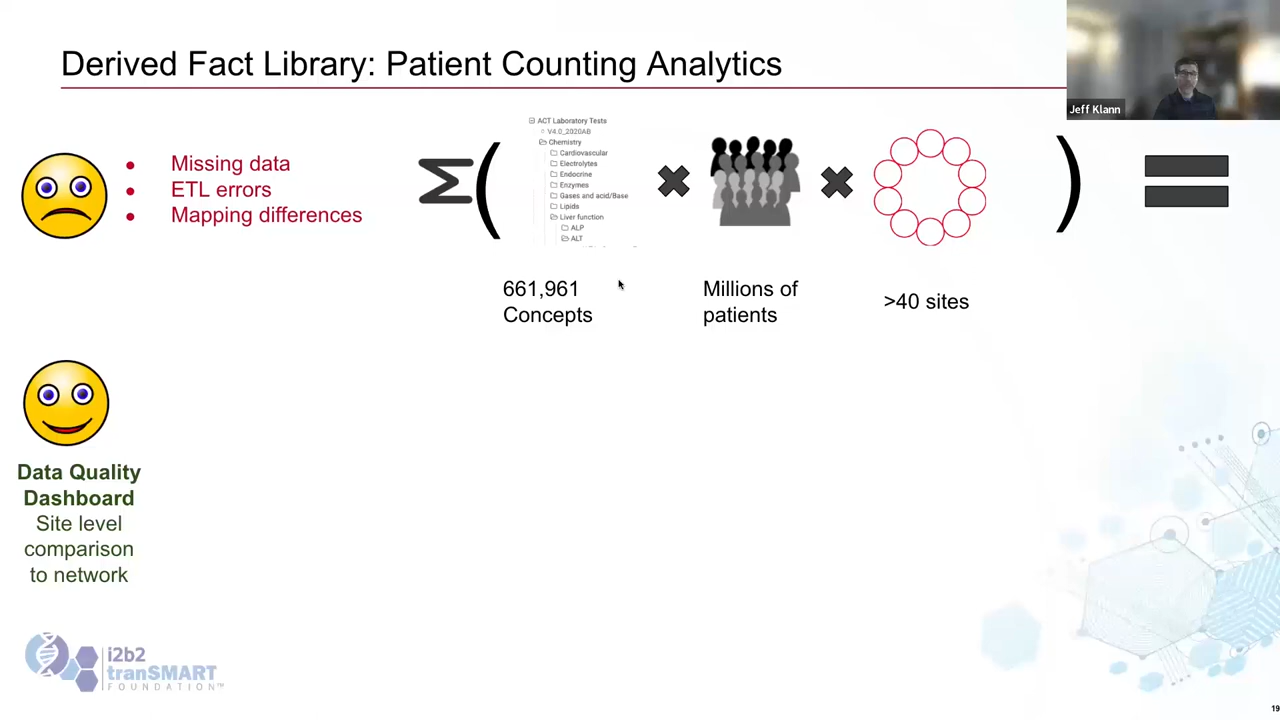 Derived Fact Library: Patient Counting Analytics
Jeff Klann
Missing data
ETL errors
Mapping differences
Σ
(
ACT Laboratory Tests
V4.0_2020AB
Chemistry
Cardiovascular
Electrolytes
Endocrine
Enzymes
Gases and acid/Base
Lipids
Liver function
ALP
ALT
)
661,961
Concepts
Millions of
patients
>40 sites
Data Quality
Dashboard
Site level
comparison
to network
i2b2
tranSMART
FOUNDATION™
19